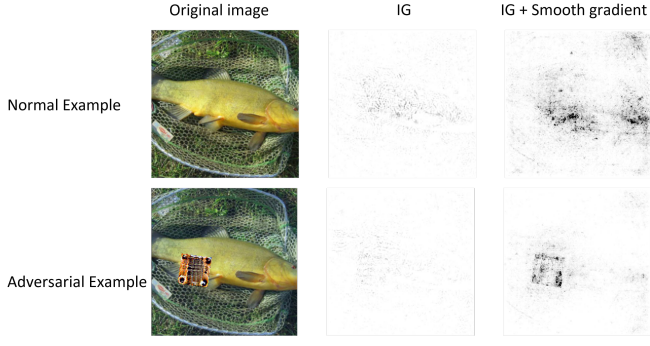 Original image IG IG + Smooth gradient
Normal Example
Adversarial Example